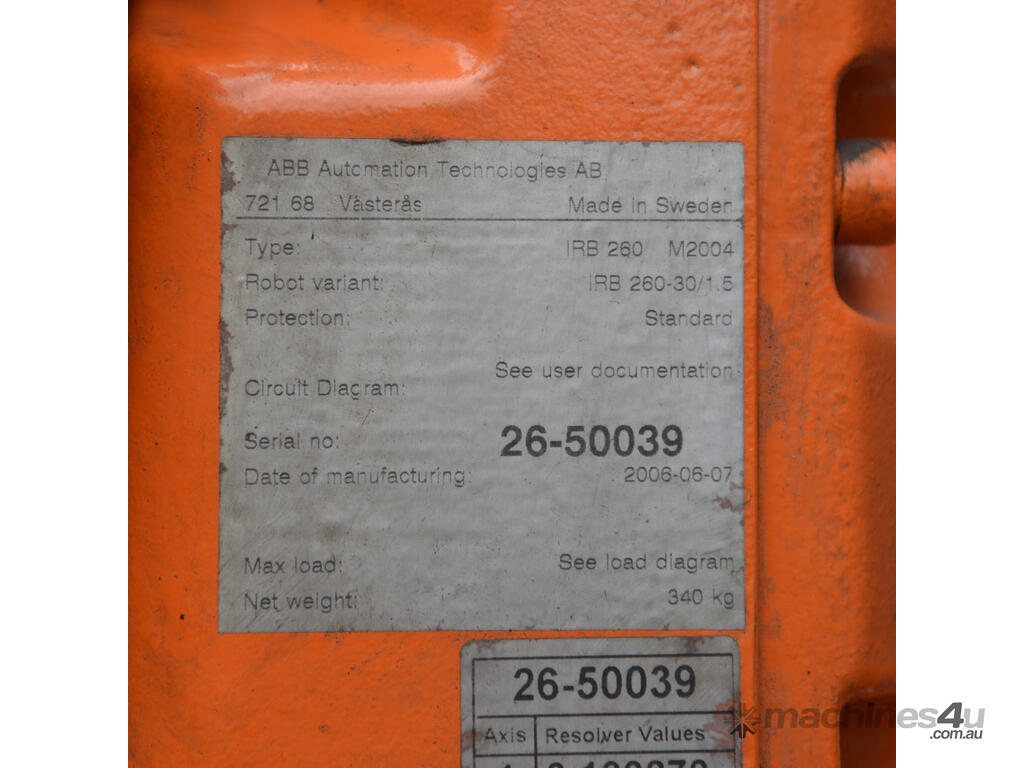 ABB Automation Technologies AB
721 68 Västerås Made in Sweden
Type: IRB 260 M2004
Robot variant: IRB 260-30/1.5
Protection: Standard
See user documentation
Circuit Diagram:
Serial no: 26-50039
Date of manufacturing: 2006-06-07
Max load: See load diagram
Net weight: 340 kg
26-50039
Axis Resolver Values
machines4u
.com.au